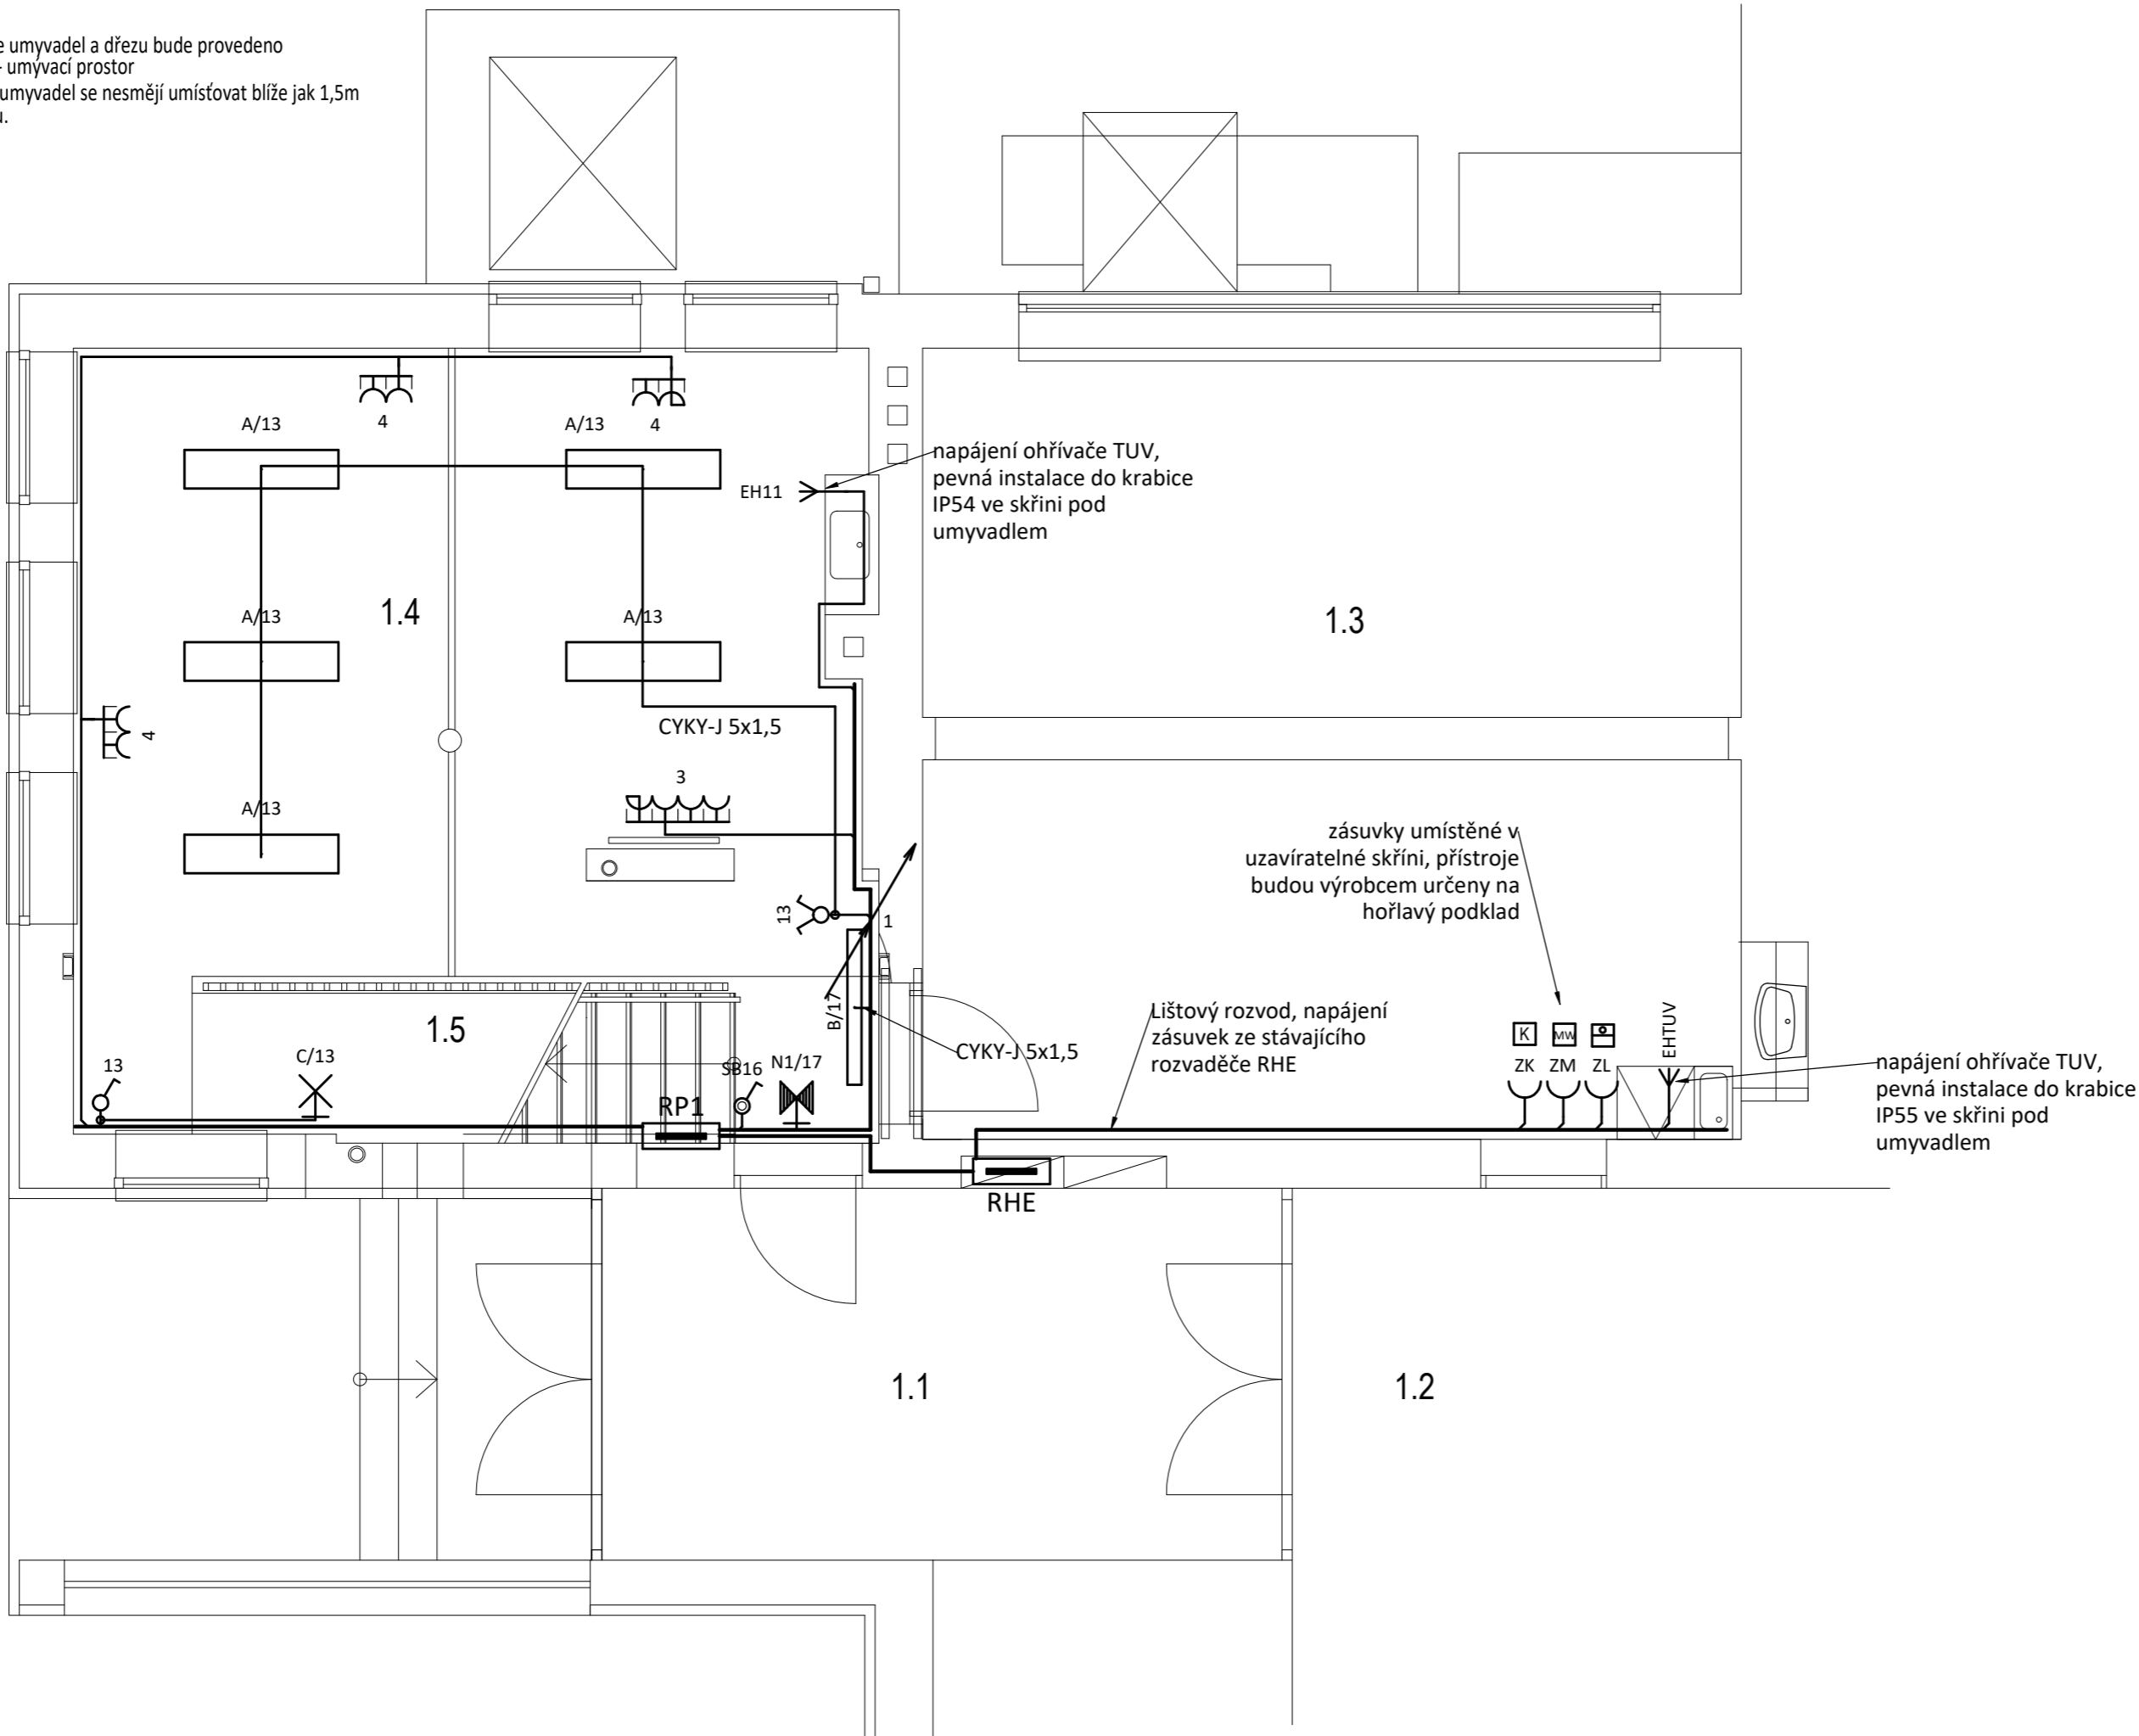 e umyvadel a dřezu bude provedeno
- umývací prostor
umyvadel se nesmějí umísťovat blíže jak 1,5m
u.
4
4
A/13
A/13
napájení ohřívače TUV,
pevná instalace do krabice
IP54 ve skřini pod
umyvadlem
EH11
A/13
1.4
A/13
1.3
CYKY-J 5x1,5
4
3
A/13
zásuvky umístěné v
uzavíratelné skříni, přístroje
budou výrobcem určeny na
hořlavý podklad
13
1
B/17
1.5
Lištový rozvod, napájení
zásuvek ze stávajícího
rozvaděče RHE
CYKY-J 5x1,5
K
MW
ZK
ZM
ZL
EHTUV
napájení ohřívače TUV,
pevná instalace do krabice
IP55 ve skřini pod
umyvadlem
13
C/13
SB16
N1/17
RP1
RHE
1.1
1.2